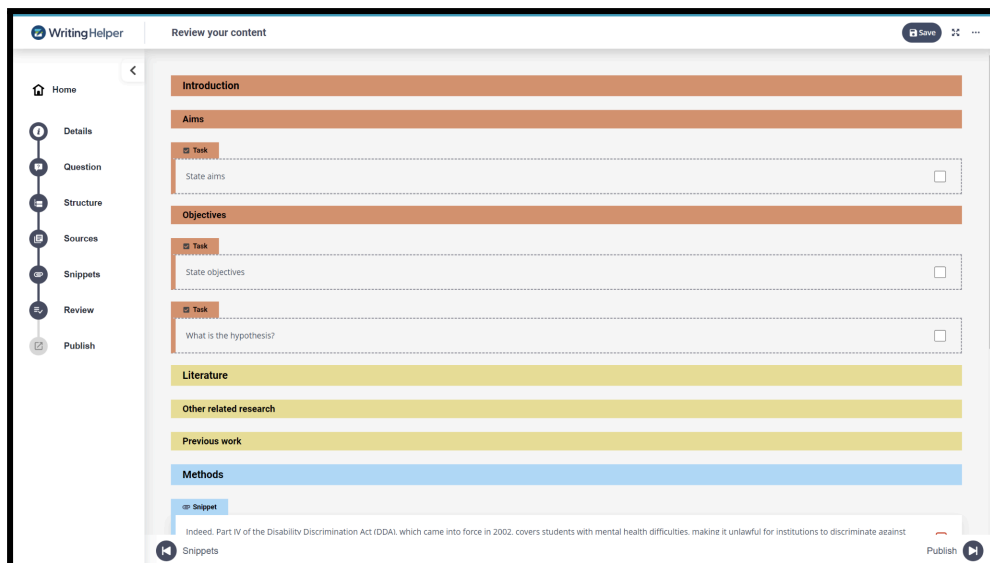 WritingHelper
Review your content
Save
Home
Details
Question
Structure
Sources
Snippets
Review
Publish
Introduction
Aims
Task
State aims
Objectives
Task
State objectives
Task
What is the hypothesis?
Literature
Other related research
Previous work
Methods
Snippet
Indeed, Part IV of the Disability Discrimination Act (DDA), which came into force in 2002, covers students with mental health difficulties, making it unlawful for institutions to discriminate against
Snippets
Publish